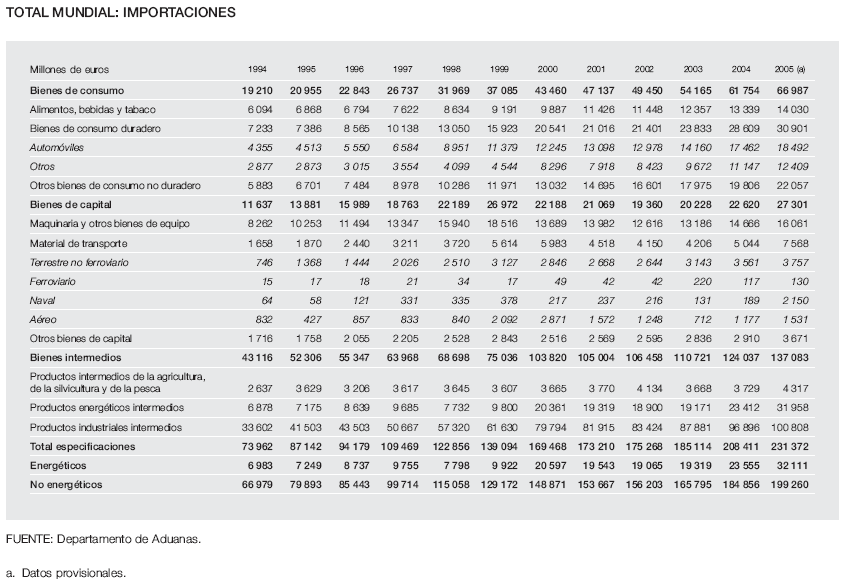 TOTAL MUNDIAL: IMPORTACIONES
Millones de euros 1994 1995 1996 1997 1998 1999 2000 2001 2002 2003 2004 2005 (a)
Bienes de consumo 19 210 20 955 22 843 26 737 31 969 37 085 43 460 47 137 49 450 54 165 61 754 66 987
Alimentos, bebidas y tabaco 6 094 6 868 6 794 7 622 8 634 9 191 9 887 11 426 11 448 12 357 13 339 14 030
Bienes de consumo duradero 7 233 7 386 8 565 10 138 13 050 15 923 20 541 21 016 21 401 23 833 28 609 30 901
Automóviles 4 355 4 513 5 550 6 584 8 951 11 379 12 245 13 098 12 978 14 160 17 462 18 492
Otros 2 877 2 873 3 015 3 554 4 099 4 544 8 296 7 918 8 423 9 672 11 147 12 409
Otros bienes de consumo no duradero 5 883 6 701 7 484 8 978 10 286 11 971 13 032 14 695 16 601 17 975 19 806 22 057
Bienes de capital 11 637 13 881 15 989 18 763 22 189 26 972 22 188 21 069 19 360 20 228 22 620 27 301
Maquinaria y otros bienes de equipo 8 262 10 253 11 494 13 347 15 940 18 516 13 689 13 982 12 616 13 186 14 666 16 061
Material de transporte 1 658 1 870 2 440 3 211 3 720 5 614 5 983 4 518 4 150 4 206 5 044 7 568
Terrestre no ferroviario 746 1 368 1 444 2 026 2 510 3 127 2 846 2 668 2 644 3 143 3 561 3 757
Ferroviario 15 17 18 21 34 17 49 42 42 220 117 130
Naval 64 58 121 331 335 378 217 237 216 131 189 2 150
Aéreo 832 427 857 833 840 2 092 2 871 1 572 1 248 712 1 177 1 531
Otros bienes de capital 1 716 1 758 2 055 2 205 2 528 2 843 2 516 2 569 2 595 2 836 2 910 3 671
Bienes intermedios 43 116 52 306 55 347 63 968 68 698 75 036 103 820 105 004 106 458 110 721 124 037 137 083
Productos intermedios de la agricultura,
de la silvicultura y de la pesca 2 637 3 629 3 206 3 617 3 645 3 607 3 665 3 770 4 134 3 668 3 729 4 317
Productos energéticos intermedios 6 878 7 175 8 639 9 685 7 732 9 800 20 361 19 319 18 900 19 171 23 412 31 958
Productos industriales intermedios 33 602 41 503 43 503 50 667 57 320 61 630 79 794 81 915 83 424 87 881 96 896 100 808
Total especificaciones 73 962 87 142 94 179 109 469 122 856 139 094 169 468 173 210 175 268 185 114 208 411 231 372
Energéticos 6 983 7 249 8 737 9 755 7 798 9 922 20 597 19 543 19 065 19 319 23 555 32 111
No energéticos 66 979 79 893 85 443 99 714 115 058 129 172 148 871 153 667 156 203 165 795 184 856 199 260
FUENTE: Departamento de Aduanas.
a. Datos provisionales.